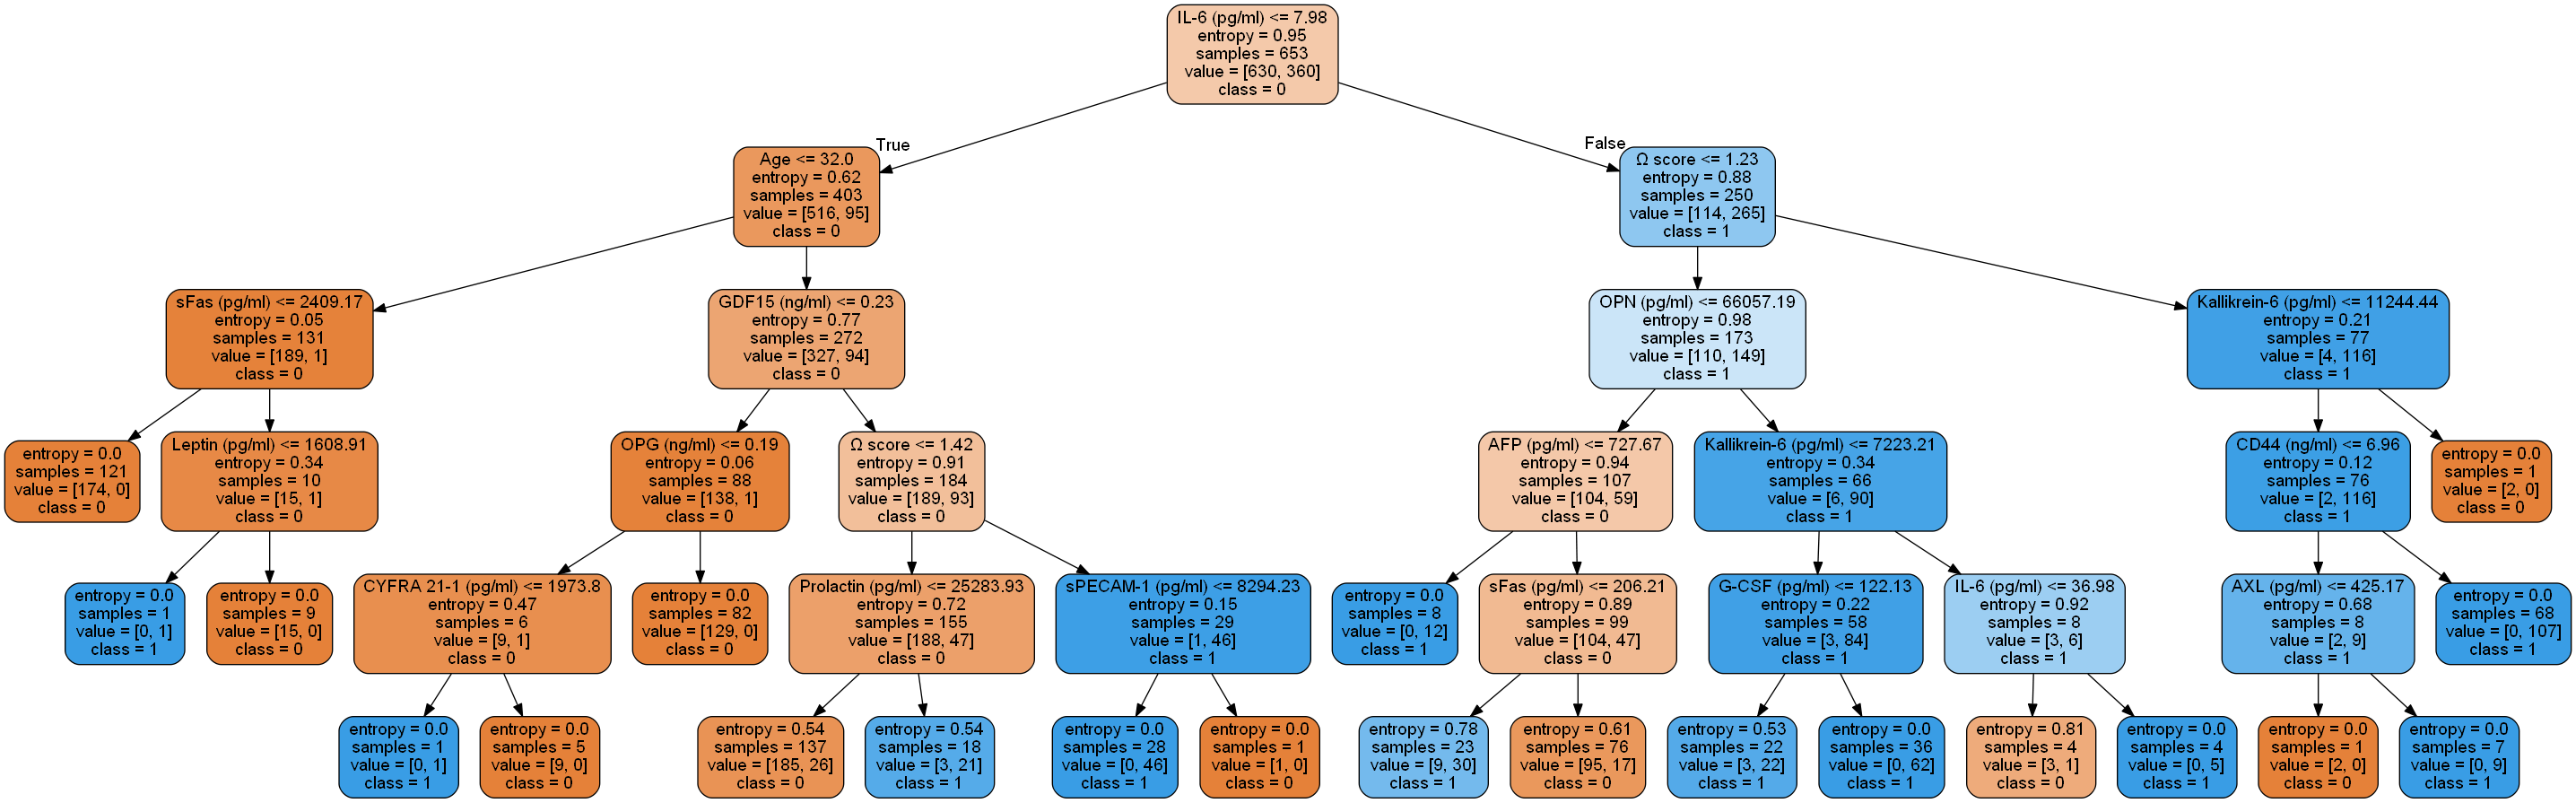 IL-6 (pg/ml) <= 7.98
entropy = 0.95
samples = 653
value = [630, 360]
class = 0
True
False
Age <= 32.0
entropy = 0.62
samples = 403
value = [516, 95]
class = 0
Ω score <= 1.23
entropy = 0.88
samples = 250
value = [114, 265]
class = 1
sFas (pg/ml) <= 2409.17
entropy = 0.05
samples = 131
value = [189, 1]
class = 0
GDF15 (ng/ml) <= 0.23
entropy = 0.77
samples = 272
value = [327, 94]
class = 0
OPN (pg/ml) <= 66057.19
entropy = 0.98
samples = 173
value = [110, 149]
class = 1
Kallikrein-6 (pg/ml) <= 11244.44
entropy = 0.21
samples = 77
value = [4, 116]
class = 1
entropy = 0.0
samples = 121
value = [174, 0]
class = 0
Leptin (pg/ml) <= 1608.91
entropy = 0.34
samples = 10
value = [15, 1]
class = 0
OPG (ng/ml) <= 0.19
entropy = 0.06
samples = 88
value = [138, 1]
class = 0
Ω score <= 1.42
entropy = 0.91
samples = 184
value = [189, 93]
class = 0
AFP (pg/ml) <= 727.67
entropy = 0.94
samples = 107
value = [104, 59]
class = 0
Kallikrein-6 (pg/ml) <= 7223.21
entropy = 0.34
samples = 66
value = [6, 90]
class = 1
CD44 (ng/ml) <= 6.96
entropy = 0.12
samples = 76
value = [2, 116]
class = 1
entropy = 0.0
samples = 1
value = [2, 0]
class = 0
entropy = 0.0
samples = 1
value = [0, 1]
class = 1
entropy = 0.0
samples = 9
value = [15, 0]
class = 0
CYFRA 21-1 (pg/ml) <= 1973.8
entropy = 0.47
samples = 6
value = [9, 1]
class = 0
entropy = 0.0
samples = 82
value = [129, 0]
class = 0
Prolactin (pg/ml) <= 25283.93
entropy = 0.72
samples = 155
value = [188, 47]
class = 0
sPECAM-1 (pg/ml) <= 8294.23
entropy = 0.15
samples = 29
value = [1, 46]
class = 1
entropy = 0.0
samples = 8
value = [0, 12]
class = 1
sFas (pg/ml) <= 206.21
entropy = 0.89
samples = 99
value = [104, 47]
class = 0
G-CSF (pg/ml) <= 122.13
entropy = 0.22
samples = 58
value = [3, 84]
class = 1
IL-6 (pg/ml) <= 36.98
entropy = 0.92
samples = 8
value = [3, 6]
class = 1
AXL (pg/ml) <= 425.17
entropy = 0.68
samples = 8
value = [2, 9]
class = 1
entropy = 0.0
samples = 68
value = [0, 107]
class = 1
entropy = 0.0
samples = 1
value = [0, 1]
class = 1
entropy = 0.0
samples = 5
value = [9, 0]
class = 0
entropy = 0.54
samples = 137
value = [185, 26]
class = 0
entropy = 0.54
samples = 18
value = [3, 21]
class = 1
entropy = 0.0
samples = 28
value = [0, 46]
class = 1
entropy = 0.0
samples = 1
value = [1, 0]
class = 0
entropy = 0.78
samples = 23
value = [9, 30]
class = 1
entropy = 0.61
samples = 76
value = [95, 17]
class = 0
entropy = 0.53
samples = 22
value = [3, 22]
class = 1
entropy = 0.0
samples = 36
value = [0, 62]
class = 1
entropy = 0.81
samples = 4
value = [3, 1]
class = 0
entropy = 0.0
samples = 4
value = [0, 5]
class = 1
entropy = 0.0
samples = 1
value = [2, 0]
class = 0
entropy = 0.0
samples = 7
value = [0, 9]
class = 1